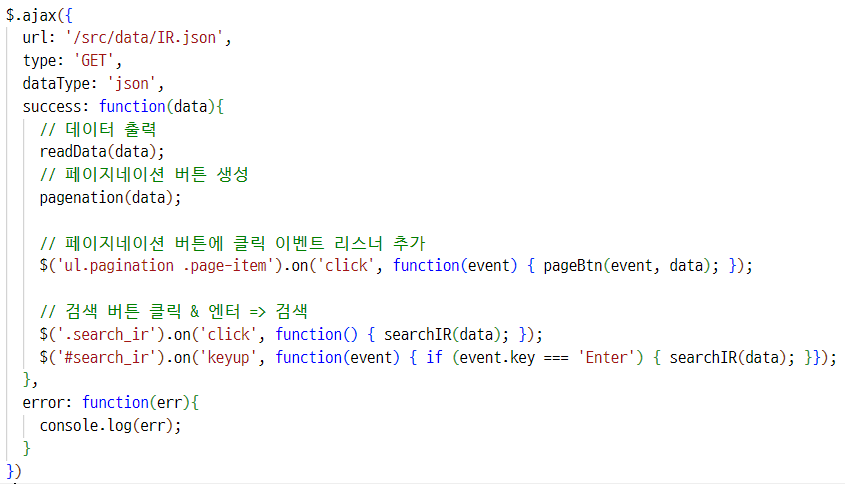 $.ajax({
url: '/src/data/IR.json',
type: 'GET',
dataType: 'json',
success: function(data){
// 데이터 출력
readData(data);
// 페이지네이션 버튼 생성
pagenation(data);
// 페이지네이션 버튼에 클릭 이벤트 리스너 추가
$('ul.pagination .page-item').on('click', function(event) { pageBtn(event, data); });
// 검색 버튼 클릭 & 엔터 => 검색
$('.search_ir').on('click', function() { searchIR(data); });
$('#search_ir').on('keyup', function(event) { if (event.key === 'Enter') { searchIR(data); }});
},
error: function(err){
console.log(err);
}
})